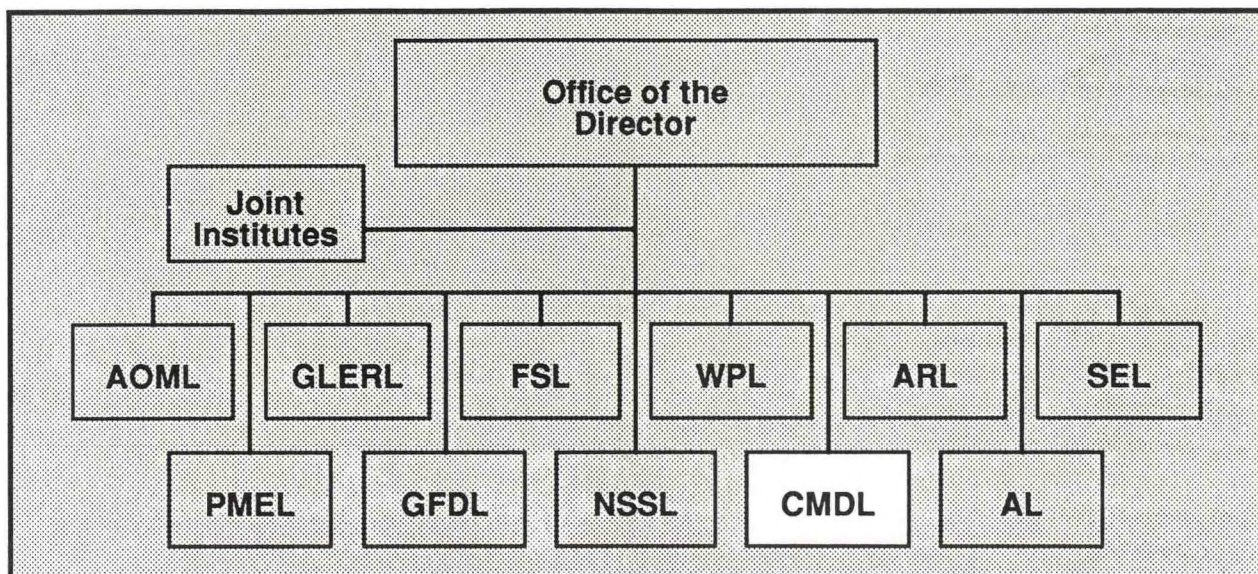 Office of the
Director
Joint
Institutes
AOML
GLERL
FSL
WPL
ARL
SEL
PMEL
GFDL
NSSL
CMDL
AL